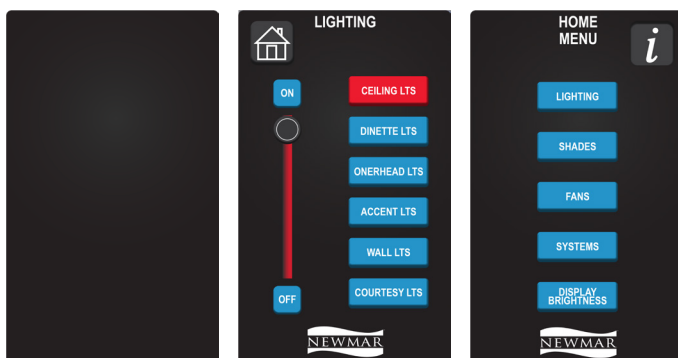 LIGHTING
ON
OFF
CEILING LTS
DINETTE LTS
ONERHEAD LTS
ACCENT LTS
WALL LTS
COURTESY LTS
NEWMAR
HOME
MENU
i
LIGHTING
SHADES
FANS
SYSTEMS
DISPLAY
BRIGHTNESS
NEWMAR